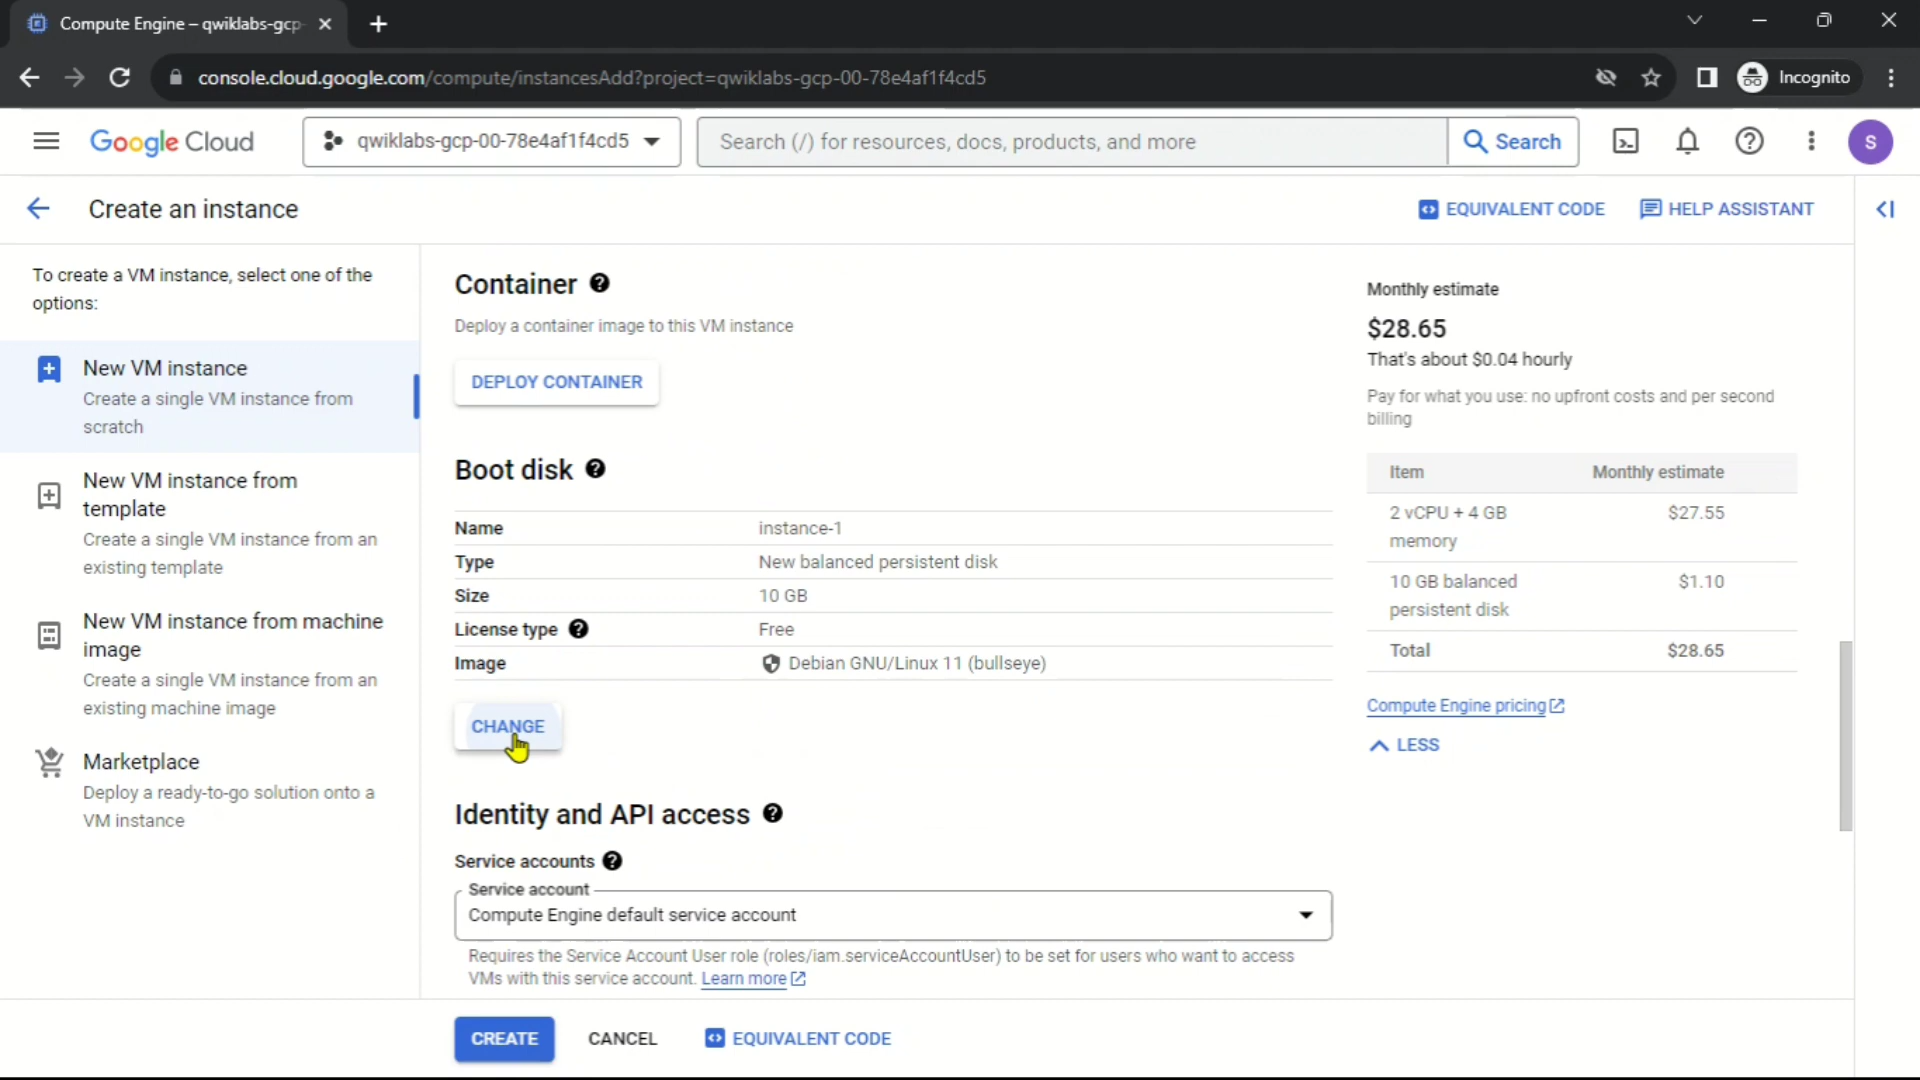 Compute Engine – qwiklabs-gcp-
console.cloud.google.com/compute/instancesAdd?project=qwiklabs-gcp-00-78e4af1f4cd5
Incognito
Google Cloud
qwiklabs-gcp-00-78e4af1f4cd5
Search (/) for resources, docs, products, and more
Search
S
Create an instance
EQUIVALENT CODE
HELP ASSISTANT
To create a VM instance, select one of the
options:
New VM instance
Create a single VM instance from
scratch
New VM instance from
template
Create a single VM instance from an
existing template
New VM instance from machine
image
Create a single VM instance from an
existing machine image
Marketplace
Deploy a ready-to-go solution onto a
VM instance
Container
Deploy a container image to this VM instance
DEPLOY CONTAINER
Boot disk
Name instance-1
Type New balanced persistent disk
Size 10 GB
License type Free
Image Debian GNU/Linux 11 (bullseye)
CHANGE
Identity and API access
Service accounts
Service account
Compute Engine default service account
Requires the Service Account User role (roles/iam.serviceAccountUser) to be set for users who want to access
VMs with this service account. Learn more
CREATE
CANCEL
EQUIVALENT CODE
Monthly estimate
$28.65
That's about $0.04 hourly
Pay for what you use: no upfront costs and per second
billing
Item Monthly estimate
2 vCPU + 4 GB $27.55
memory
10 GB balanced $1.10
persistent disk
Total $28.65
Compute Engine pricing
LESS